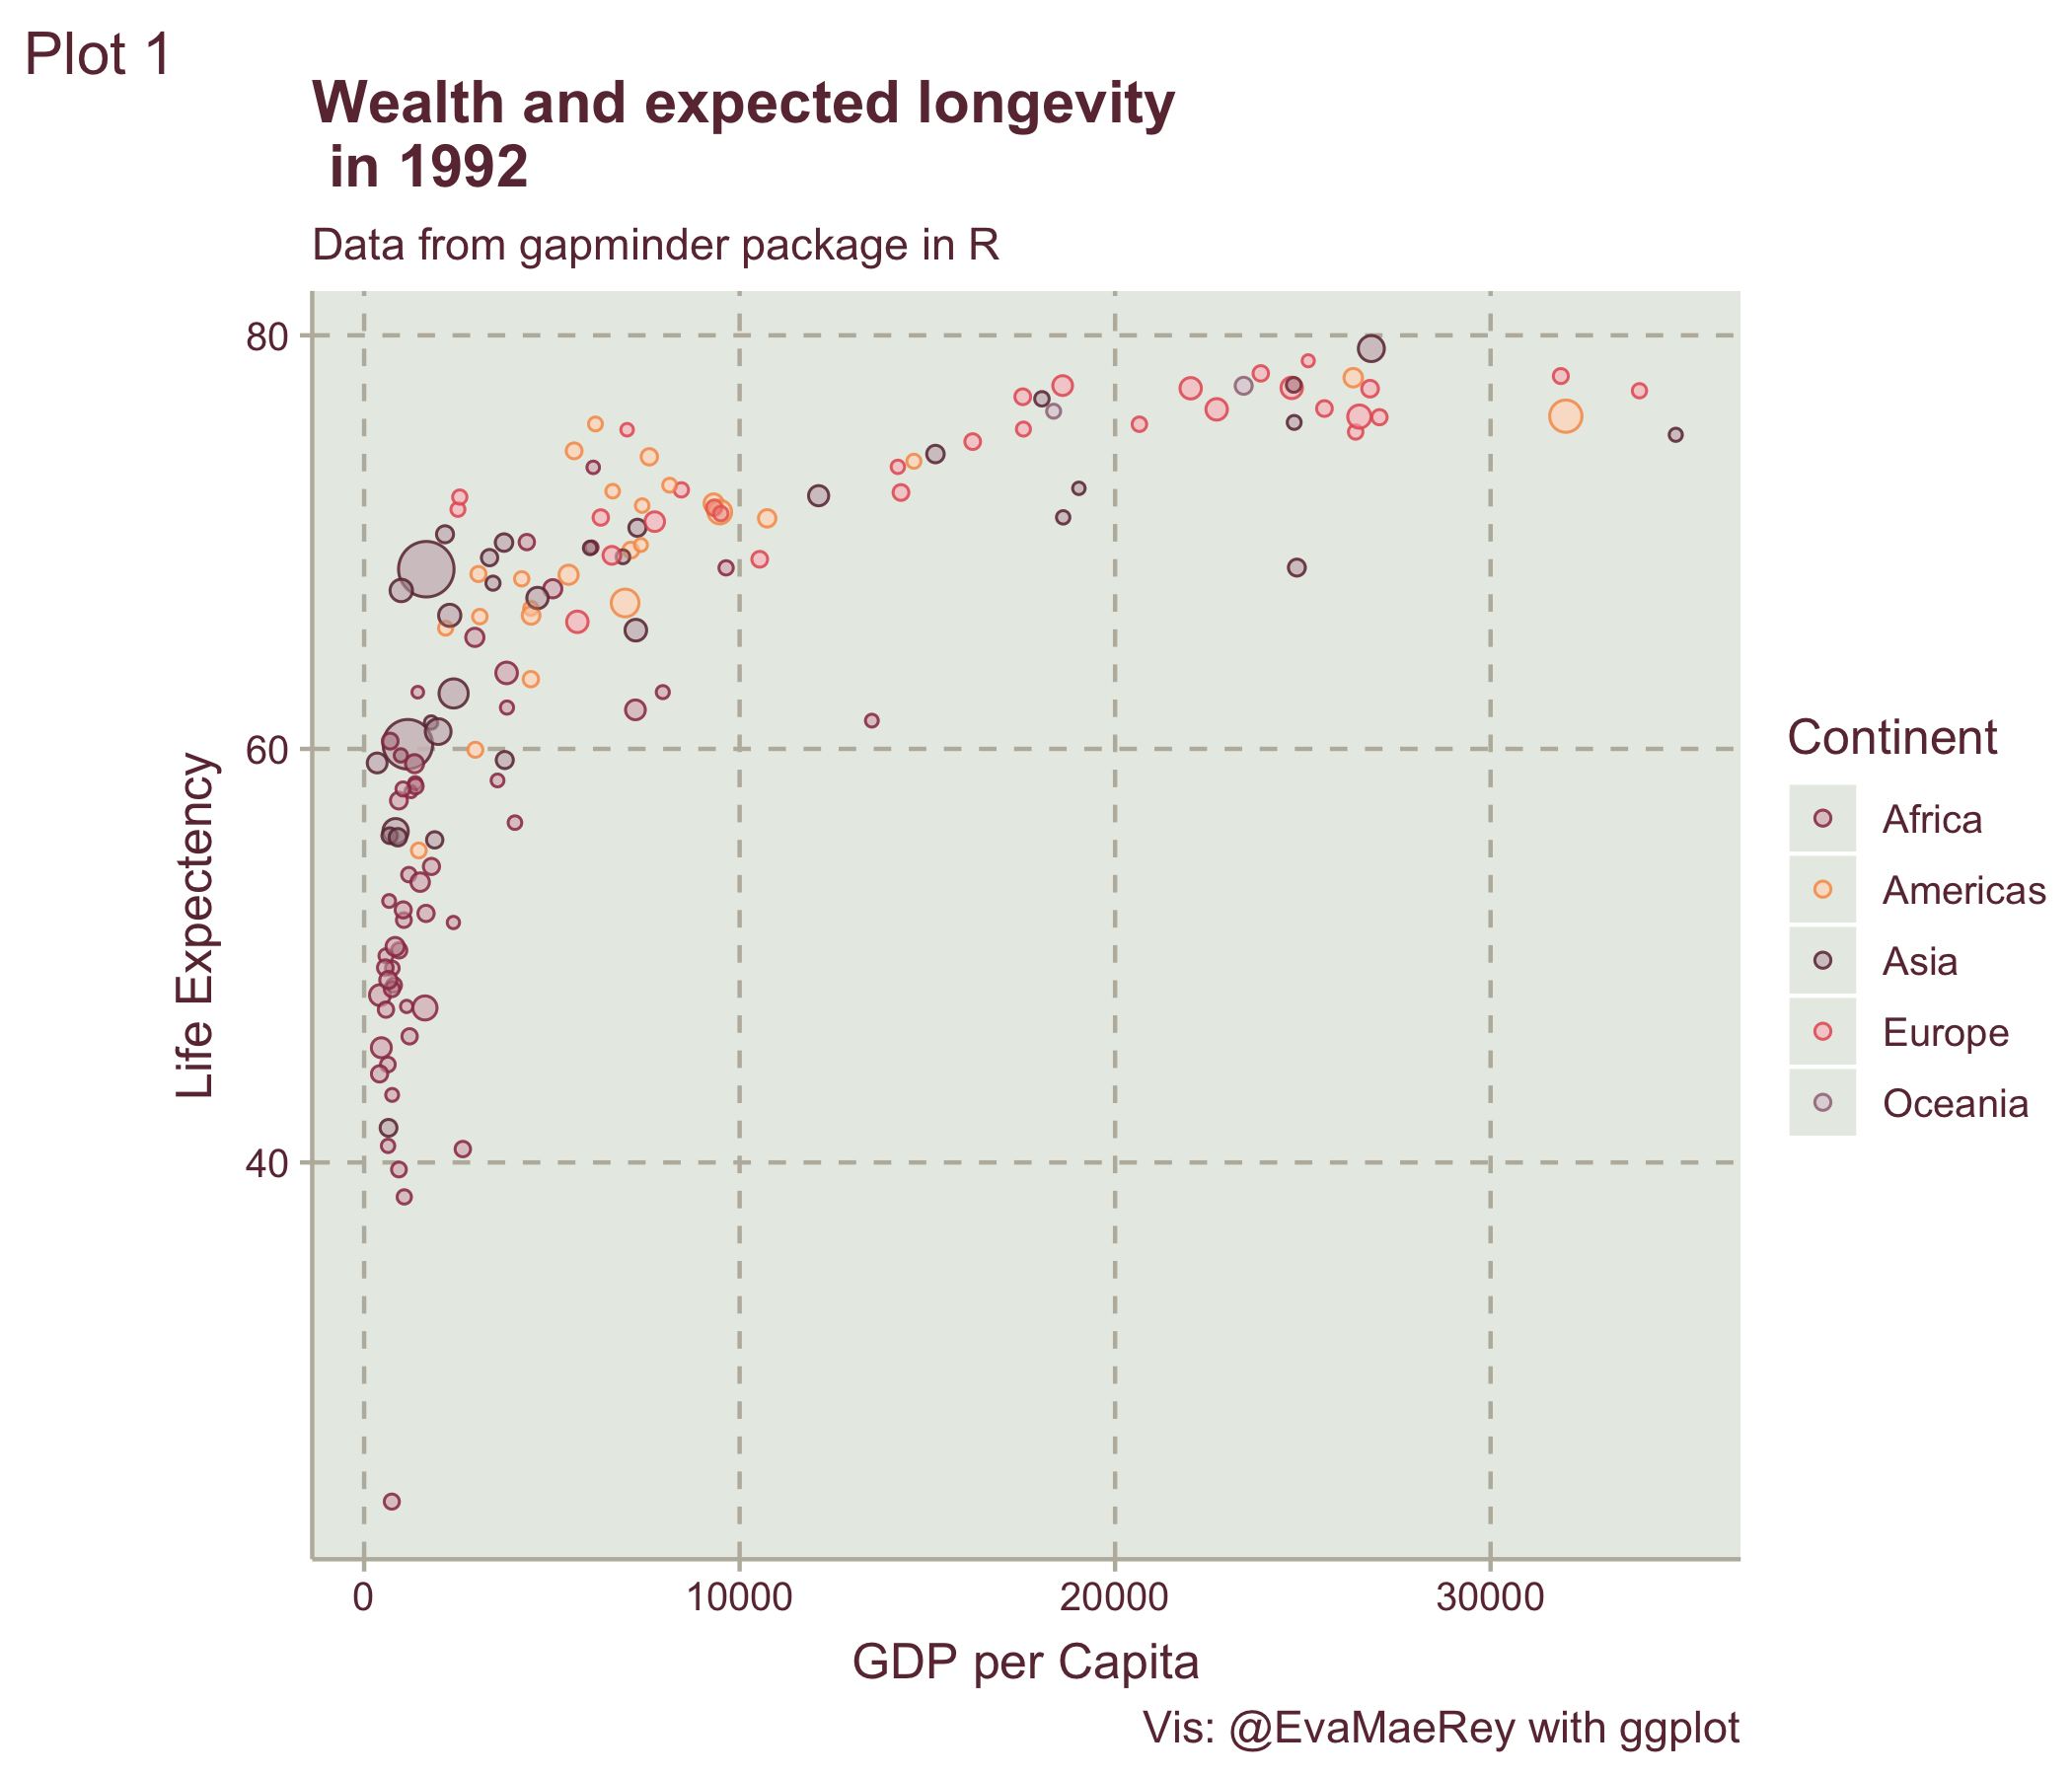 Plot 1
Wealth and expected longevity
in 1992
Data from gapminder package in R
80
60
40
Life Expectency
0
10000
20000
30000
GDP per Capita
Continent
Africa
Americas
Asia
Europe
Oceania
Vis: @EvaMaeRey with ggplot